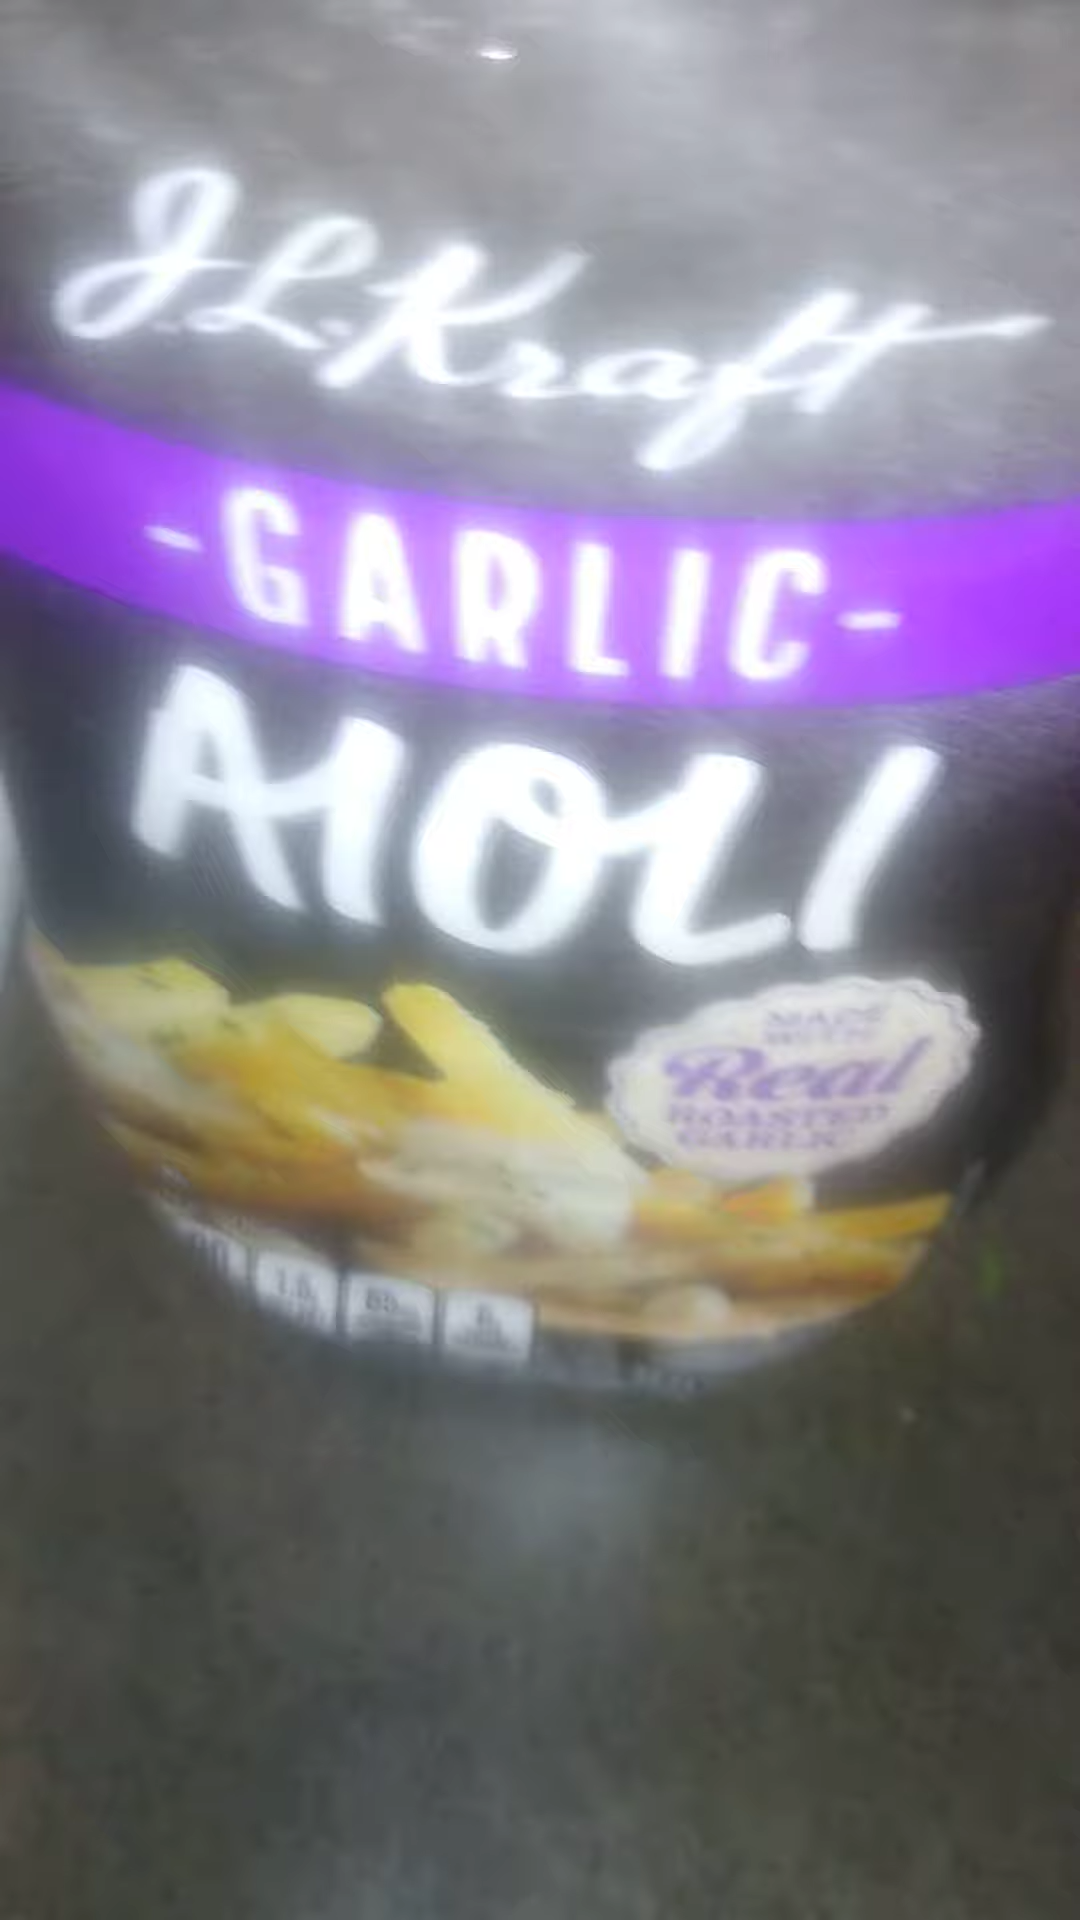 J.L.Kraft
-GARLIC-
AIOLI
MADE
WITH
Real
ROASTED
GARLIC